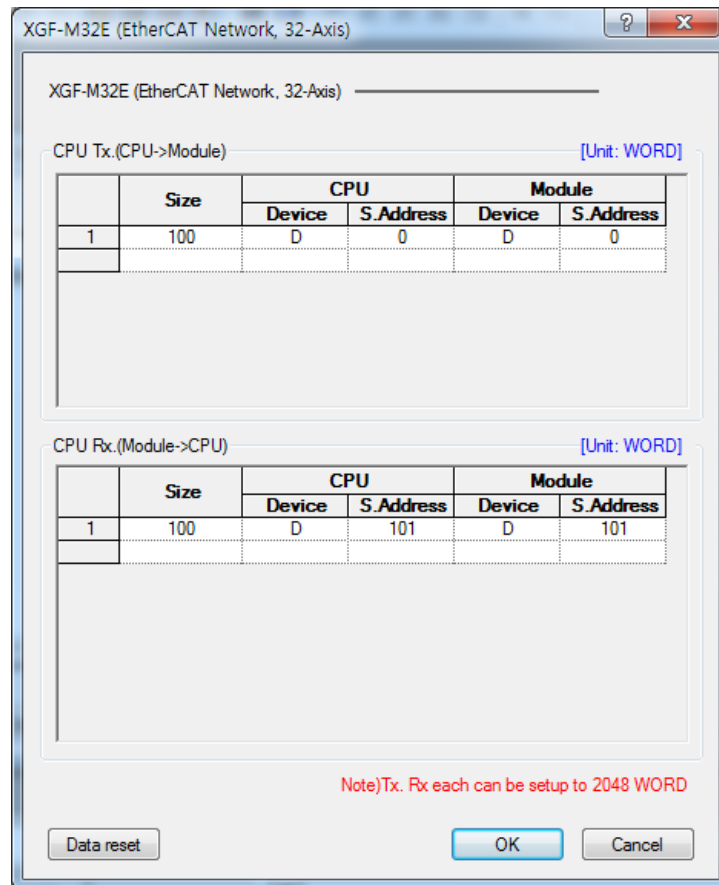 XGF-M32E (EtherCAT Network, 32-Axis)
XGF-M32E (EtherCAT Network, 32-Axis)
CPU Tx.(CPU->Module) [Unit: WORD]
Size CPU Module
Device S.Address Device S.Address
1 100 D 0 D 0
CPU Rx.(Module->CPU) [Unit: WORD]
Size CPU Module
Device S.Address Device S.Address
1 100 D 101 D 101
Note)Tx. Rx each can be setup to 2048 WORD
Data reset OK Cancel